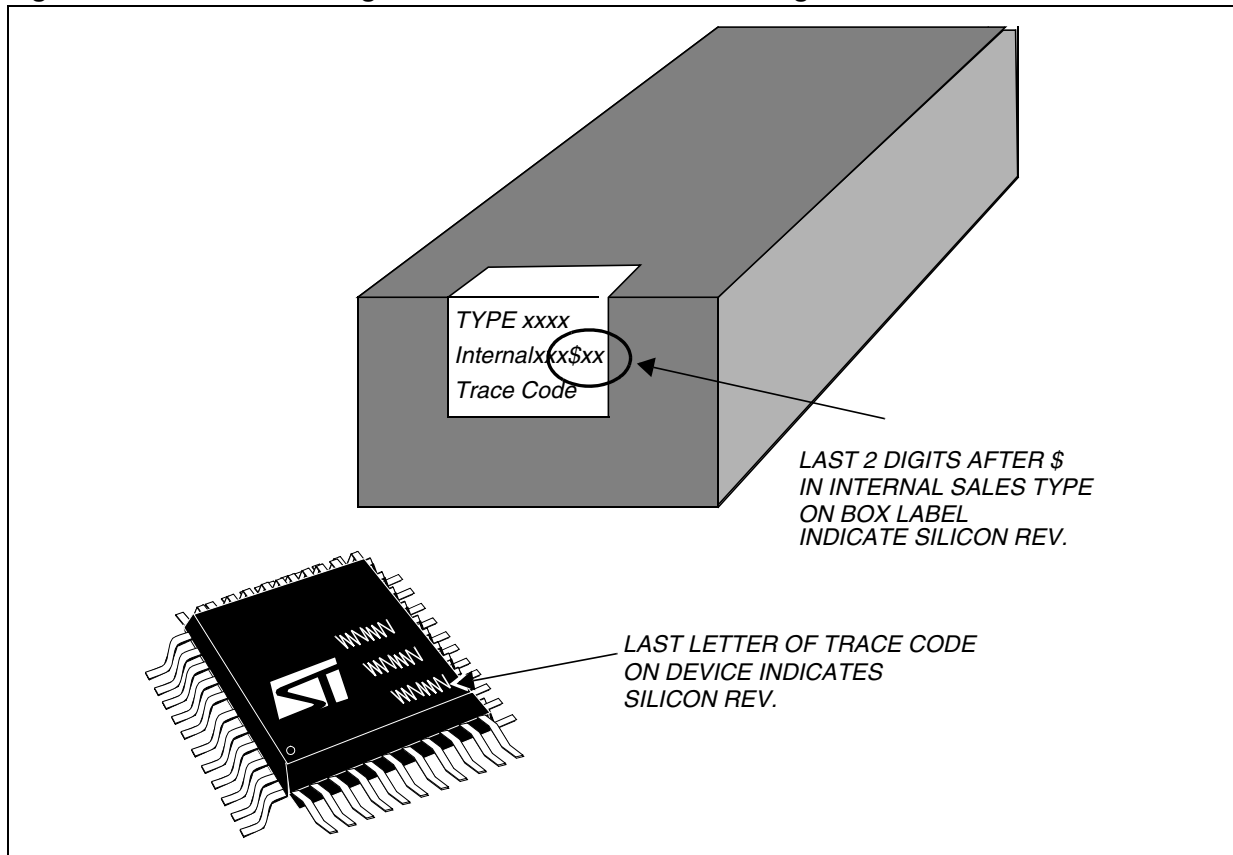 TYPE xxxx
Internalxxx$xx
Trace Code
LAST 2 DIGITS AFTER $
IN INTERNAL SALES TYPE
ON BOX LABEL
INDICATE SILICON REV.
ST
LAST LETTER OF TRACE CODE
ON DEVICE INDICATES
SILICON REV.